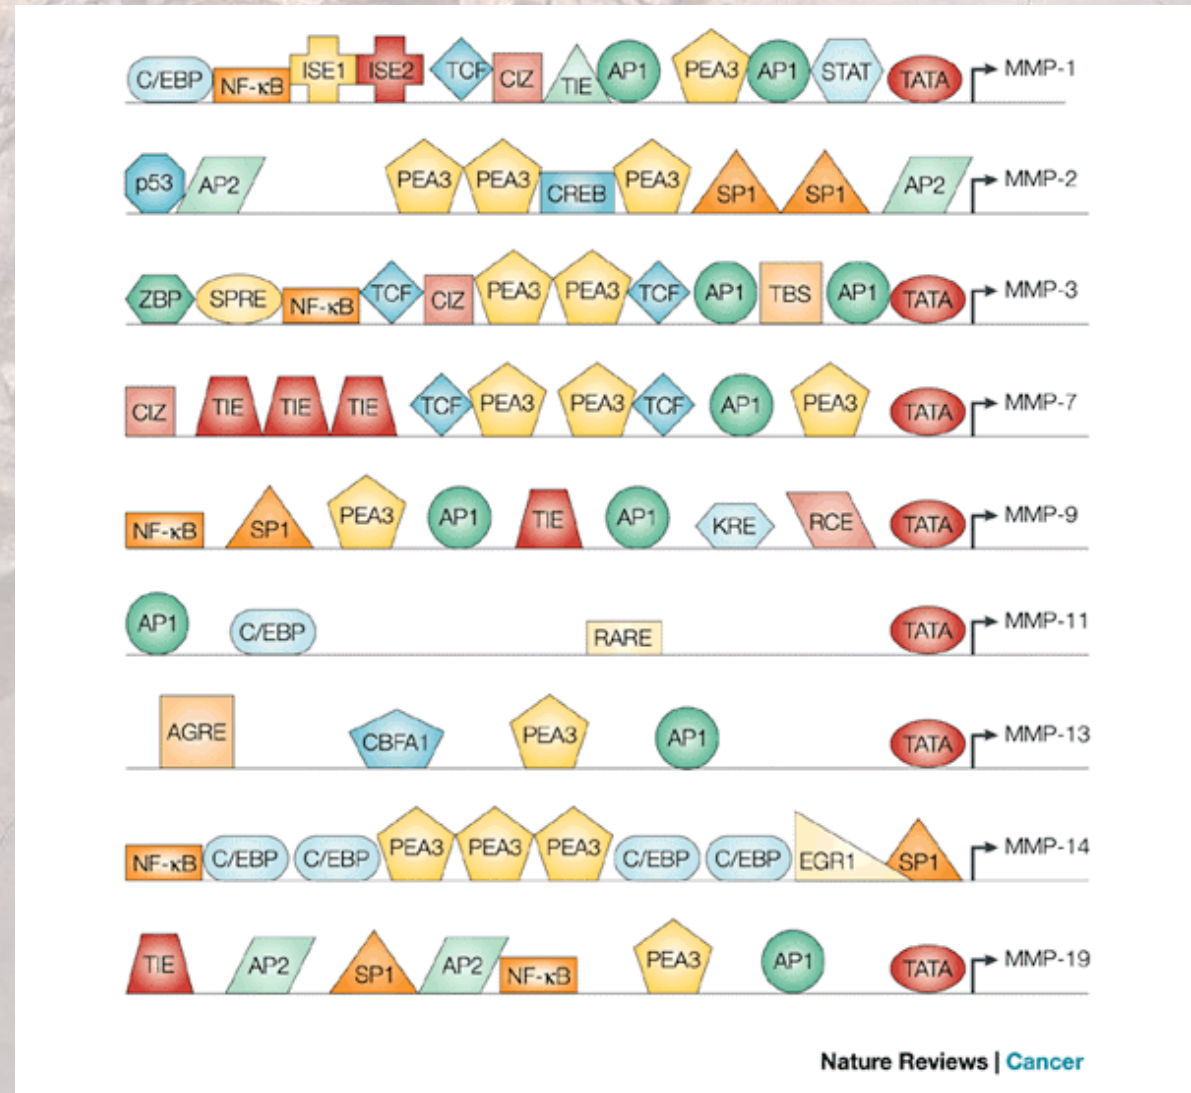 C/EBP NF-κB ISE1 ISE2 TCF CIZ TIE AP1 PEA3 AP1 STAT TATA MMP-1
p53 AP2 PEA3 PEA3 CREB PEA3 SP1 SP1 AP2 MMP-2
ZBP SPRE NF-κB TCF CIZ PEA3 PEA3 TCF AP1 TBS AP1 TATA MMP-3
CIZ TIE TIE TIE TCF PEA3 PEA3 TCF AP1 PEA3 TATA MMP-7
NF-κB SP1 PEA3 AP1 TIE AP1 KRE RCE TATA MMP-9
AP1 C/EBP RARE TATA MMP-11
AGRE CBFA1 PEA3 AP1 TATA MMP-13
NF-κB C/EBP C/EBP PEA3 PEA3 PEA3 C/EBP C/EBP EGR1 SP1 MMP-14
TIE AP2 SP1 AP2 NF-κB PEA3 AP1 TATA MMP-19
Nature Reviews | Cancer